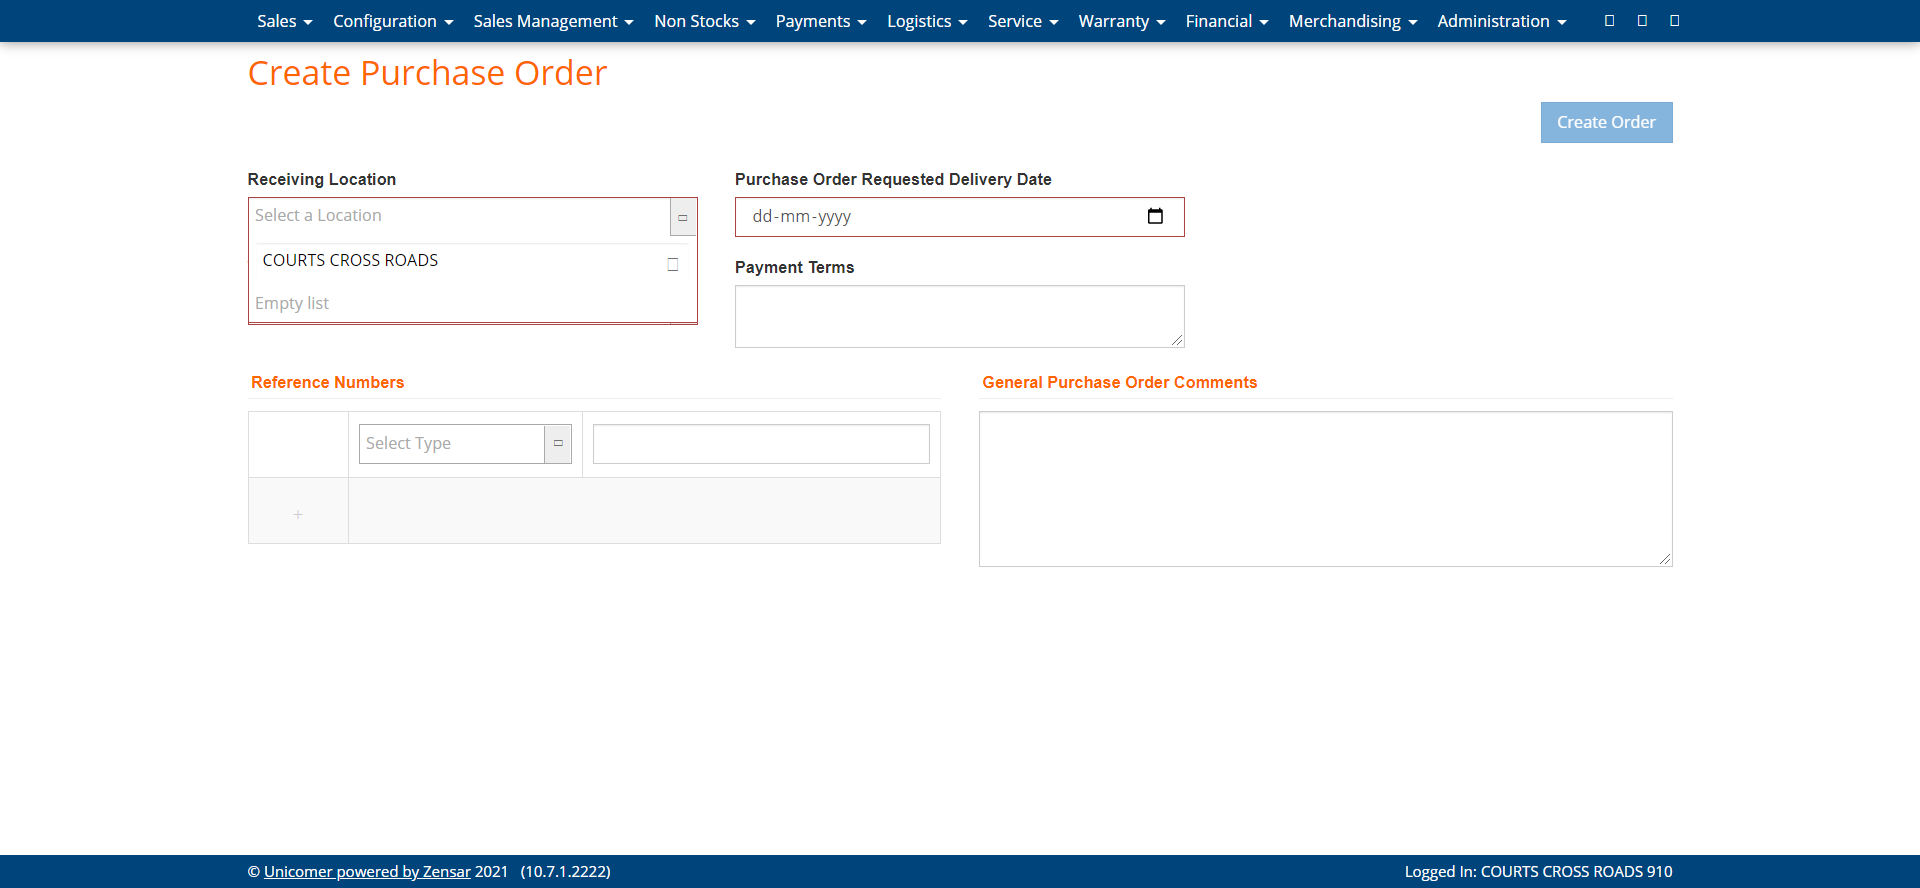 Sales Configuration Sales Management Non Stocks Payments Logistics Service Warranty Financial Merchandising Administration
Create Purchase Order
Create Order
Receiving Location
Purchase Order Requested Delivery Date
Select a Location
dd-mm-yyyy
COURTS CROSS ROADS
Payment Terms
Empty list
Reference Numbers
General Purchase Order Comments
Select Type
+
© Unicomer powered by Zensar 2021 (10.7.1.2222)
Logged In: COURTS CROSS ROADS 910